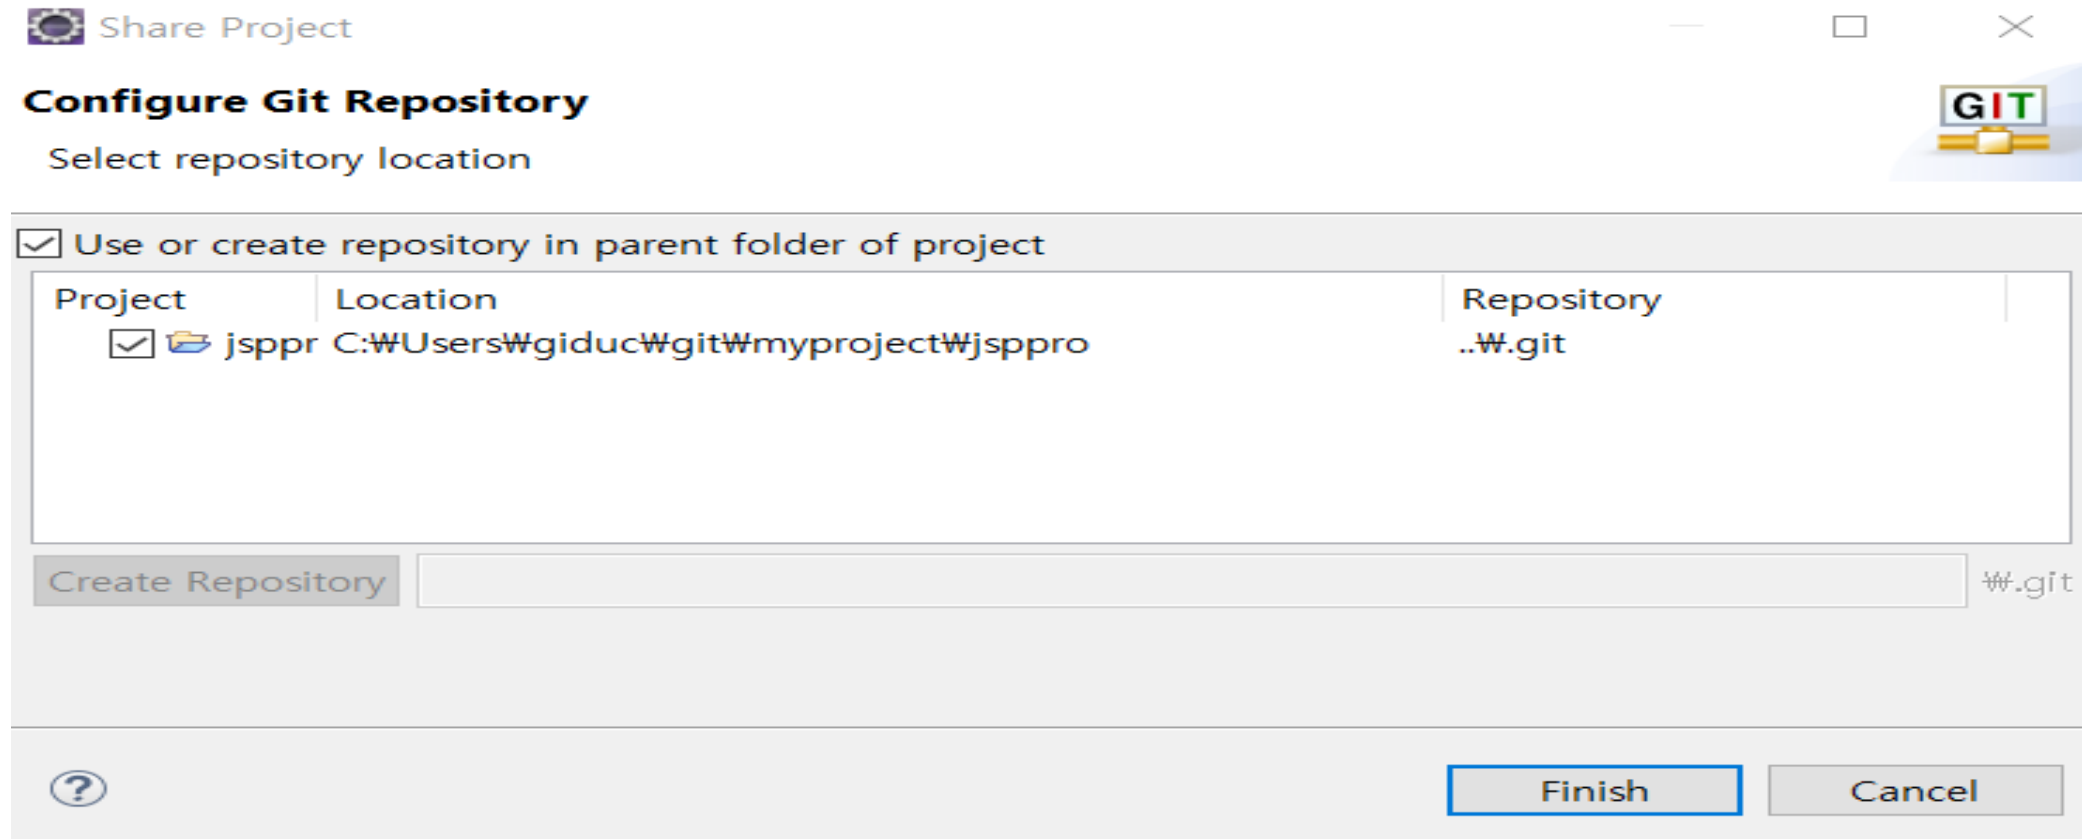 Share Project
Configure Git Repository
GIT
Select repository location
Use or create repository in parent folder of project
Project Location Repository
jsppr C:₩Users₩giduc₩git₩myproject₩jsppro ..₩.git
Create Repository ₩.git
? Finish Cancel